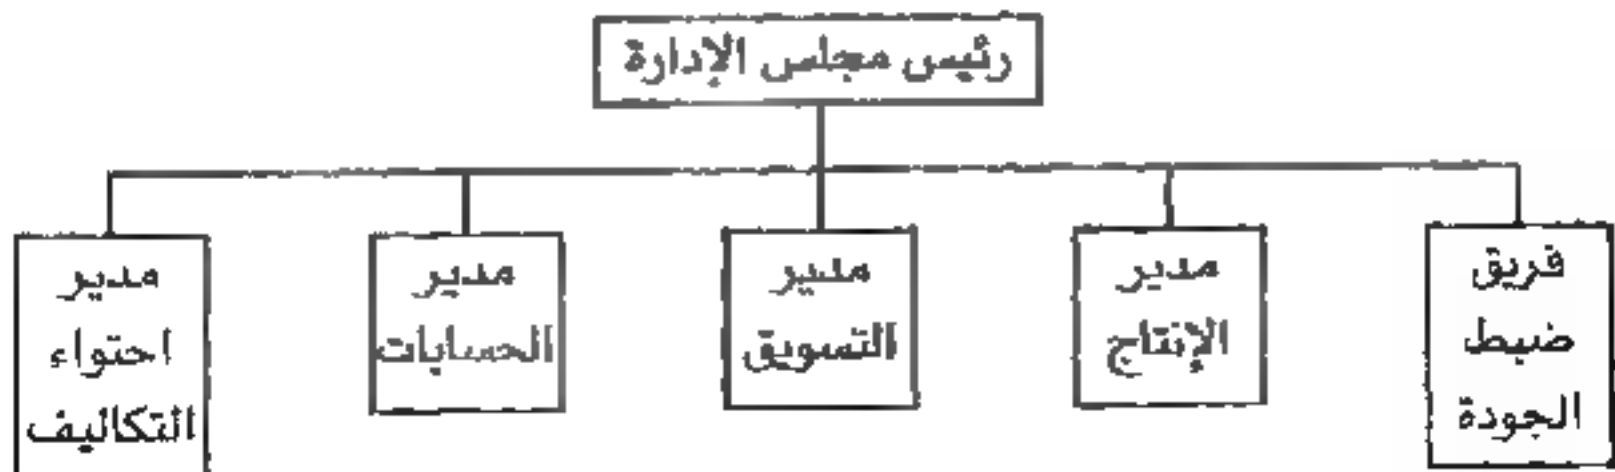 رئيس مجلس الإدارة
فريق
ضبط
الجودة
مدير
الإنتاج
مدير
التسويق
مدير
الحسابات
مدير
احتواء
التكاليف